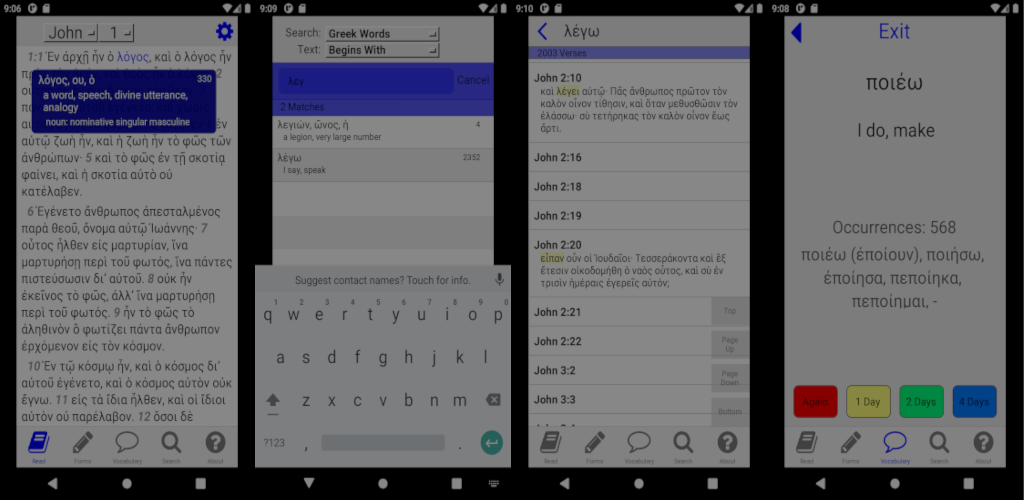 9:06
John
1
1:1 Ἐν ἀρχῇ ἦν ὁ λόγος, καὶ ὁ λόγος ἦν
λόγος, ου, ὁ
330
a word, speech, divine utterance,
analogy
noun: nominative singular masculine
αὐτῷ ζωὴ ἦν, καὶ ἡ ζωὴ ἦν τὸ φῶς τῶν
ἀνθρώπων· 5 καὶ τὸ φῶς ἐν τῇ σκοτίᾳ
φαίνει, καὶ ἡ σκοτία αὐτὸ οὐ
κατέλαβεν.
6 Ἐγένετο ἄνθρωπος ἀπεσταλμένος
παρὰ θεοῦ, ὄνομα αὐτῷ Ἰωάννης· 7
οὗτος ἦλθεν εἰς μαρτυρίαν, ἵνα
μαρτυρήσῃ περὶ τοῦ φωτός, ἵνα πάντες
πιστεύσωσιν δι’ αὐτοῦ. 8 οὐκ ἦν
ἐκεῖνος τὸ φῶς, ἀλλ’ ἵνα μαρτυρήσῃ
περὶ τοῦ φωτός. 9 ἦν τὸ φῶς τὸ
ἀληθινὸν ὃ φωτίζει πάντα ἄνθρωπον
ἐρχόμενον εἰς τὸν κόσμον.
10 Ἐν τῷ κόσμῳ ἦν, καὶ ὁ κόσμος δι’
αὐτοῦ ἐγένετο, καὶ ὁ κόσμος αὐτὸν οὐκ
ἔγνω. 11 εἰς τὰ ἴδια ἦλθεν, καὶ οἱ ἴδιοι
αὐτὸν οὐ παρέλαβον. 12 ὅσοι δὲ
Read
Forms
Vocabulary
Search
About
9:09
Search:
Greek Words
Text:
Begins With
λεγ
Cancel
2 Matches
λεγιών, ῶνος, ἡ
4
a legion, very large number
λέγω
2352
I say, speak
Suggest contact names? Touch for info.
1 2 3 4 5 6 7 8 9 0
q w e r t y u i o p
a s d f g h j k l
z x c v b n m
?123 , .
9:10
λέγω
2003 Verses
John 2:10
καὶ λέγει αὐτῷ· Πᾶς ἄνθρωπος πρῶτον τὸν
καλὸν οἶνον τίθησιν, καὶ ὅταν μεθυσθῶσιν τὸν
ἐλάσσω· σὺ τετήρηκας τὸν καλὸν οἶνον ἕως
ἄρτι.
John 2:16
John 2:18
John 2:19
John 2:20
εἶπαν οὖν οἱ Ἰουδαῖοι· Τεσσεράκοντα καὶ ἓξ
ἔτεσιν οἰκοδομήθη ὁ ναὸς οὗτος, καὶ σὺ ἐν
τρισὶν ἡμέραις ἐγερεῖς αὐτόν;
John 2:21
John 2:22
John 3:2
John 3:3
Top
Page
Up
Page
Down
Bottom
Read
Forms
Vocabulary
Search
About
9:08
Exit
ποιέω
I do, make
Occurrences: 568
ποιέω (ἐποίουν), ποιήσω,
ἐποίησα, πεποίηκα,
πεποίημαι, -
Again
1 Day
2 Days
4 Days
Read
Forms
Vocabulary
Search
About